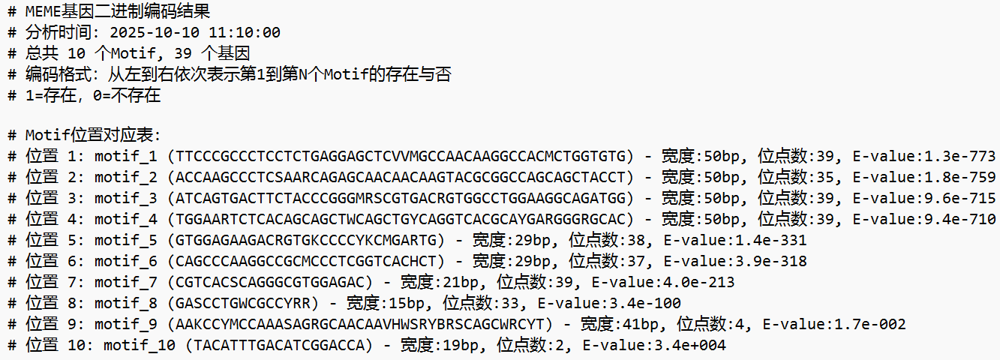 # MEME基因二进制编码结果
# 分析时间: 2025-10-10 11:10:00
# 总共 10 个Motif, 39 个基因
# 编码格式: 从左到右依次表示第1到第N个Motif的存在与否
# 1=存在, 0=不存在
# Motif位置对应表:
# 位置 1: motif_1 (TTCCCGCCCTCCTCTGAGGAGCTCVVMGCCAACAAGGCCACMCTGGTGTG) - 宽度:50bp, 位点数:39, E-value:1.3e-773
# 位置 2: motif_2 (ACCAAGCCCTCSAARCAGAGCAACAACAAGTACGCGGCCAGCAGCTACCT) - 宽度:50bp, 位点数:35, E-value:1.8e-759
# 位置 3: motif_3 (ATCAGTGACTTCTACCCGGGMRSCGTGACRGTGGCCTGGAAGGCAGATGG) - 宽度:50bp, 位点数:39, E-value:9.6e-715
# 位置 4: motif_4 (TGGAARTCTCACAGCAGCTWCAGCTGYCAGGTCACGCAYGARGGGRGCAC) - 宽度:50bp, 位点数:39, E-value:9.4e-710
# 位置 5: motif_5 (GTGGAGAAGACRGTGKCCCCYKCMGARTG) - 宽度:29bp, 位点数:38, E-value:1.4e-331
# 位置 6: motif_6 (CAGCCCAAGGCCGCMCCCTCGGTCACHCT) - 宽度:29bp, 位点数:37, E-value:3.9e-318
# 位置 7: motif_7 (CGTCACSCAGGGCGTGGAGAC) - 宽度:21bp, 位点数:39, E-value:4.0e-213
# 位置 8: motif_8 (GASCCTGWCGCCYRR) - 宽度:15bp, 位点数:33, E-value:3.4e-100
# 位置 9: motif_9 (AAKCCYMCCAAASAGRGCAACAAVHWSRYBRSCAGCWRCYT) - 宽度:41bp, 位点数:4, E-value:1.7e-002
# 位置 10: motif_10 (TACATTTGACATCGGACCA) - 宽度:19bp, 位点数:2, E-value:3.4e+004